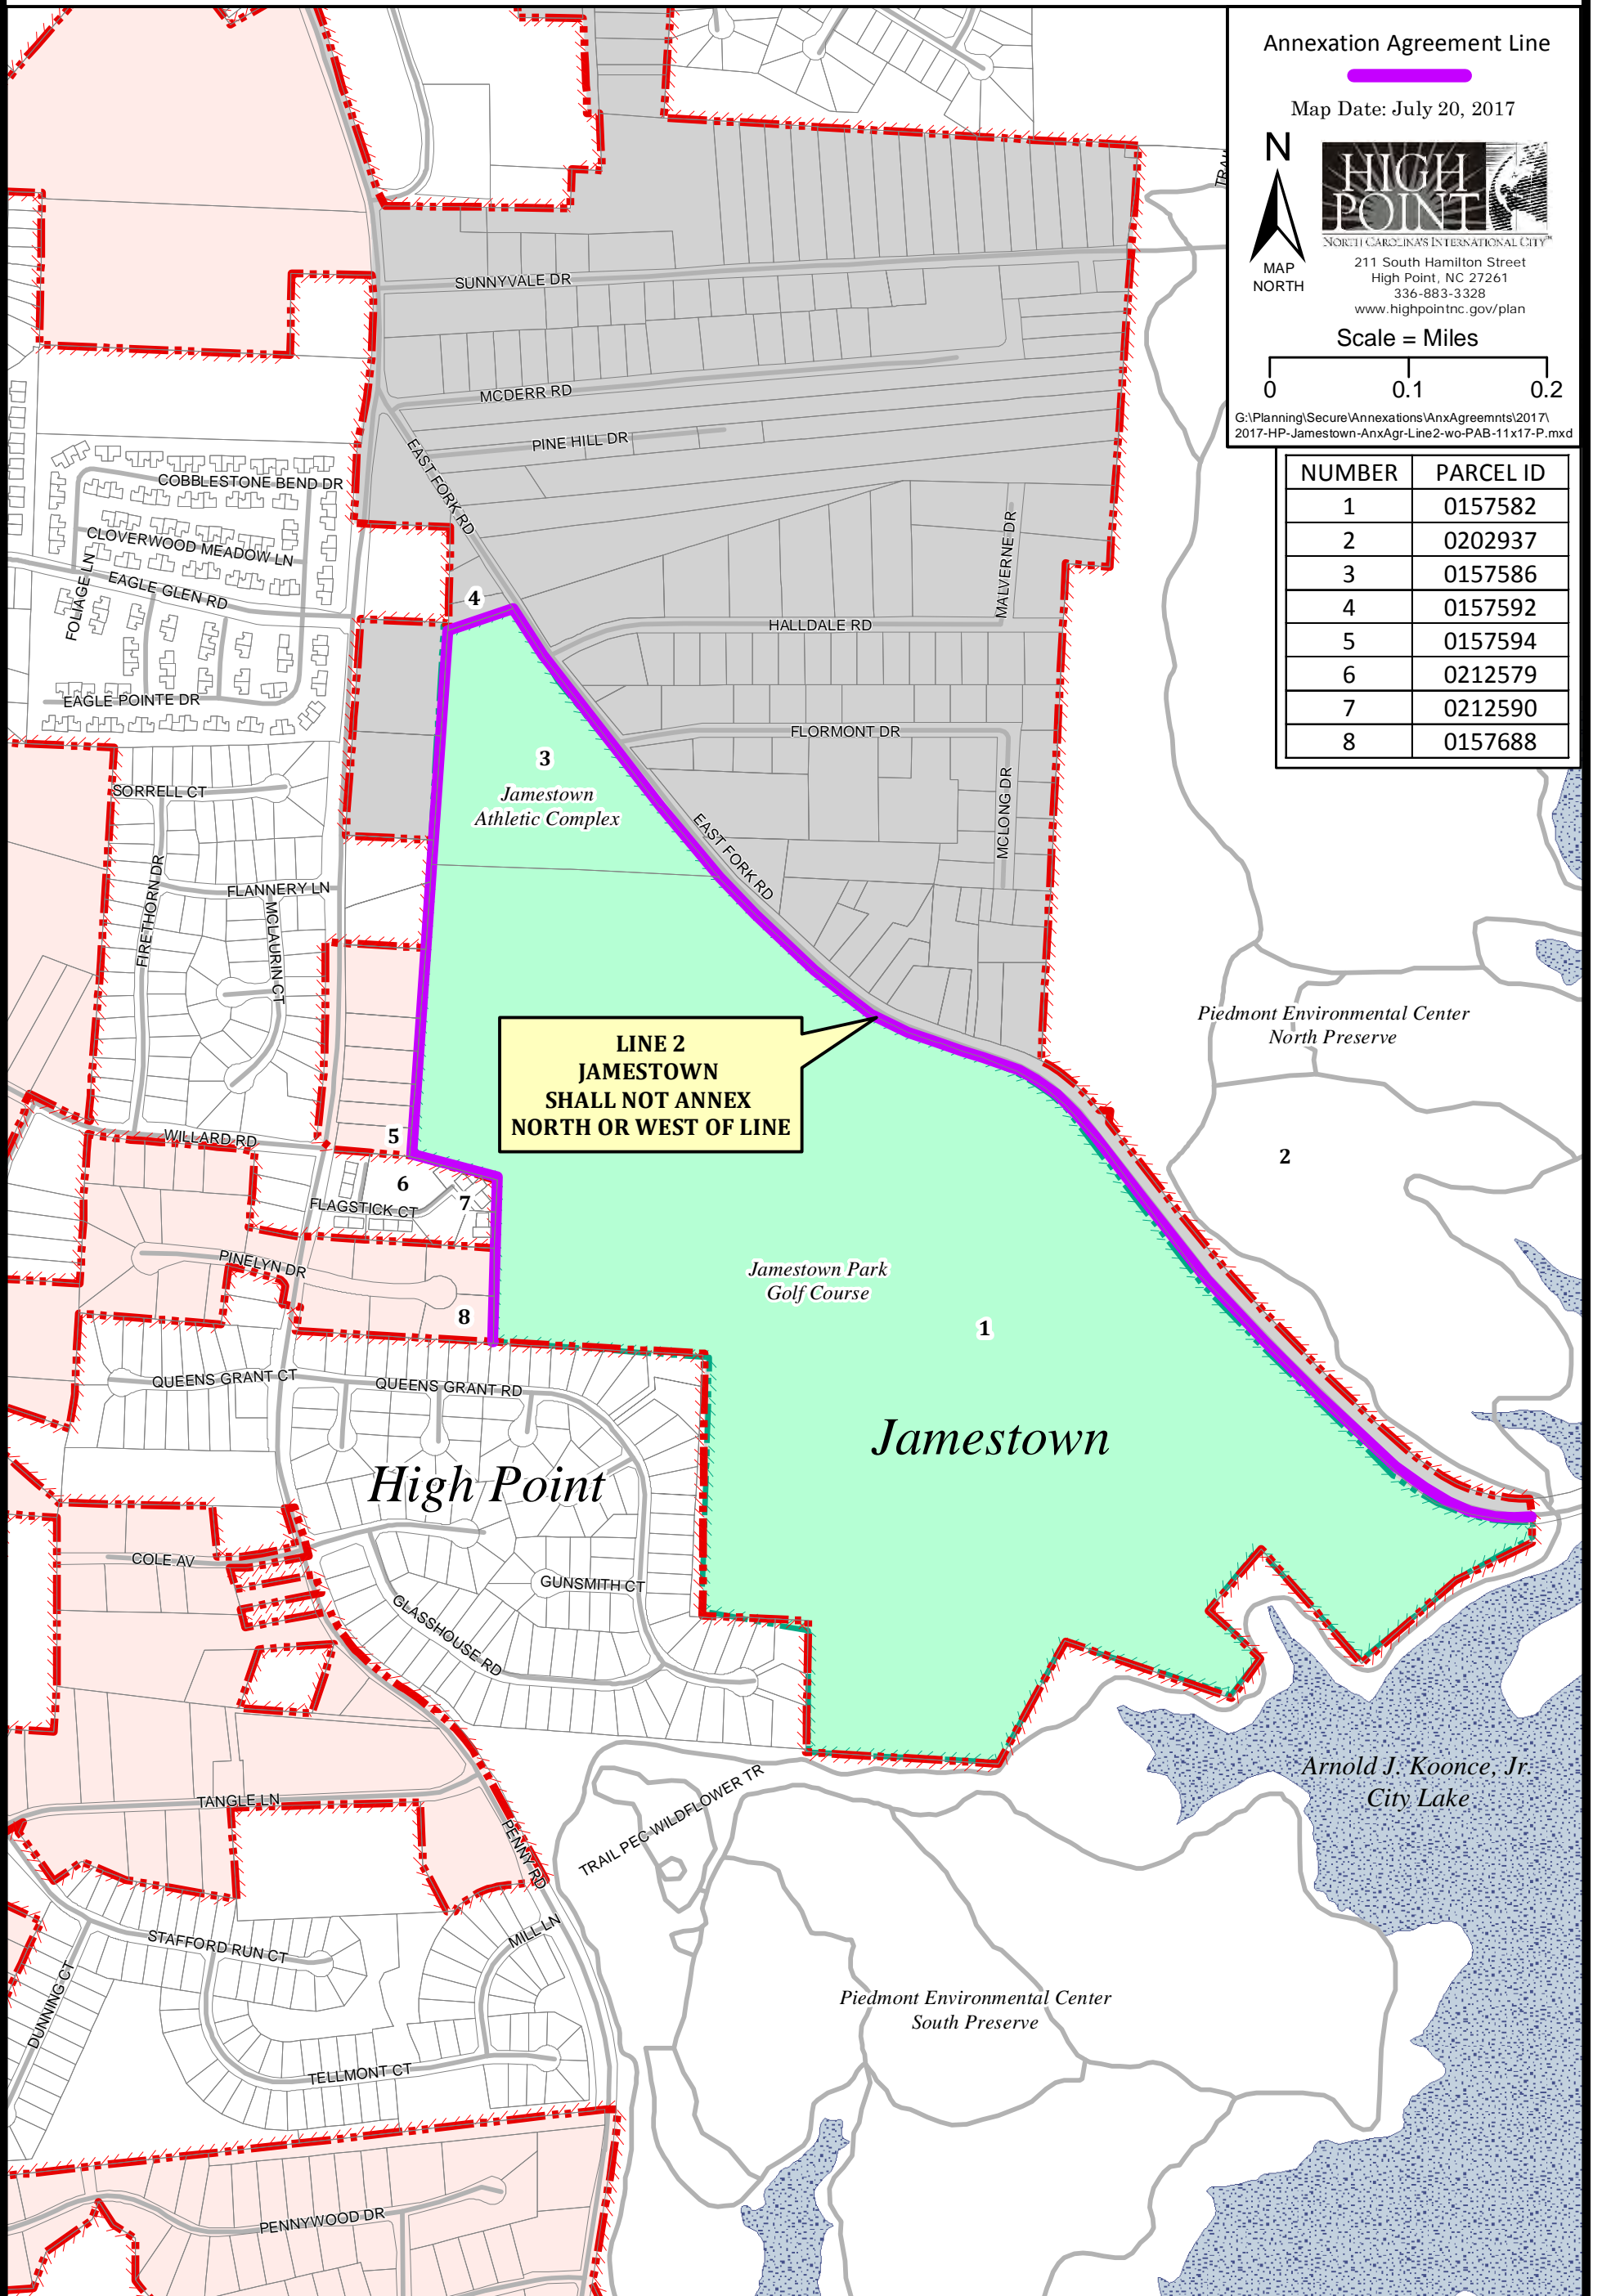 Annexation Agreement Line
Map Date: July 20, 2017
N
MAP
NORTH
HIGH
POINT
NORTH CAROLINA'S INTERNATIONAL CITY™
211 South Hamilton Street
High Point, NC 27261
336-883-3328
www.highpointnc.gov/plan
Scale = Miles
0 0.1 0.2
G:\Planning\Secure\Annexations\AnxAgreemnts\2017\
2017-HP-Jamestown-AnxAgr-Line2-wo-PAB-11x17-P.mxd
NUMBER PARCEL ID
1 0157582
2 0202937
3 0157586
4 0157592
5 0157594
6 0212579
7 0212590
8 0157688
SUNNYVALE DR
MCDERR RD
PINE HILL DR
EAST FORK RD
COBBLESTONE BEND DR
CLOVERWOOD MEADOW LN
EAGLE GLEN RD
FOLIAGE LN
EAGLE POINTE DR
MALVERNE DR
HALLDALE RD
4
FLORMONT DR
MCLONG DR
3
Jamestown
Athletic Complex
EAST FORK RD
SORRELL CT
FIRETHORN DR
FLANNERY LN
MCLAURIN CT
Piedmont Environmental Center
North Preserve
LINE 2
JAMESTOWN
SHALL NOT ANNEX
NORTH OR WEST OF LINE
WILLARD RD
5
2
6
7
FLAGSTICK CT
PINELYN DR
Jamestown Park
Golf Course
8
1
QUEENS GRANT CT
QUEENS GRANT RD
Jamestown
High Point
COLE AV
GUNSMITH CT
GLASSHOUSE RD
Arnold J. Koonce, Jr.
City Lake
TANGLE LN
TRAIL PEC WILDFLOWER TR
PENNY RD
STAFFORD RUN CT
MILL LN
DUNNING CT
Piedmont Environmental Center
South Preserve
TELLMONT CT
PENNYWOOD DR